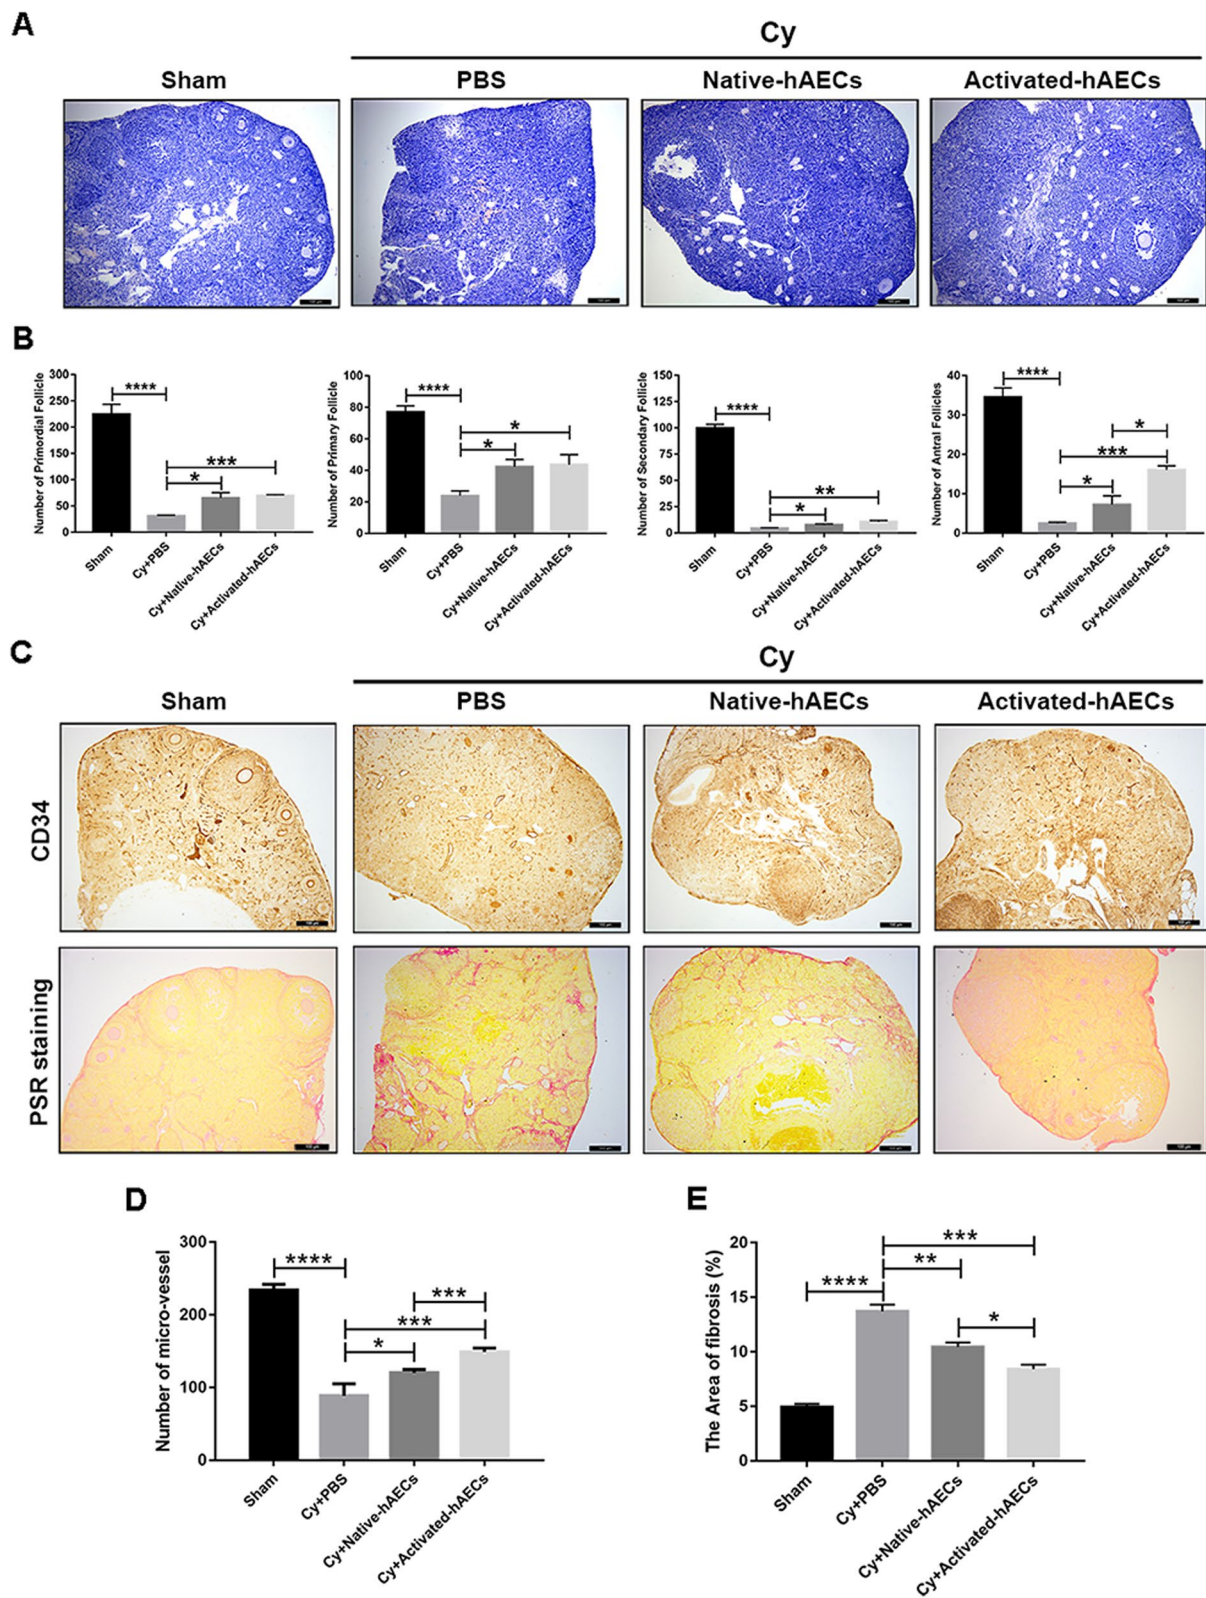 A
Cy
Sham PBS Native-hAECs Activated-hAECs
B
Number of Primordial Follicle
300
250
200
150
100
50
0
****
***
*
Sham
Cy+PBS
Cy+Native-hAECs
Cy+Activated-hAECs
Number of Primary Follicle
100
80
60
40
20
0
****
*
*
Sham
Cy+PBS
Cy+Native-hAECs
Cy+Activated-hAECs
Number of Secondary Follicle
150
125
100
75
50
25
0
****
**
*
Sham
Cy+PBS
Cy+Native-hAECs
Cy+Activated-hAECs
Number of Antral Follicles
40
30
20
10
0
****
*
***
*
Sham
Cy+PBS
Cy+Native-hAECs
Cy+Activated-hAECs
C
Cy
Sham PBS Native-hAECs Activated-hAECs
CD34
PSR staining
D
Number of micro-vessel
300
200
100
0
****
***
***
*
Sham
Cy+PBS
Cy+Native-hAECs
Cy+Activated-hAECs
E
The Area of fibrosis (%)
20
15
10
5
0
***
**
****
*
Sham
Cy+PBS
Cy+Native-hAECs
Cy+Activated-hAECs